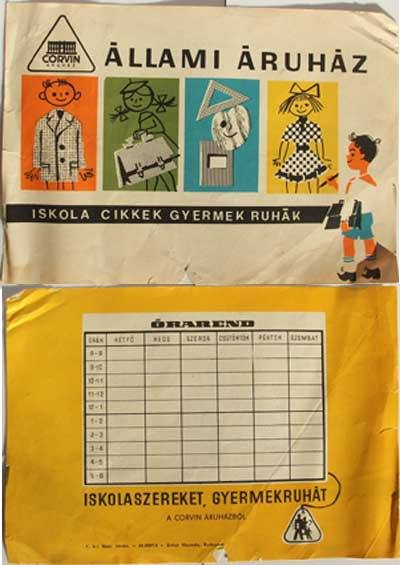 CORVIN
ÁRUHÁZ
ÁLLAMI ÁRUHÁZ
ISKOLA CIKKEK GYERMEK RUHÁK
ÓRAREND
ÓRÁK HÉTFŐ KEDD SZERDA CSÜTÖRTÖK PÉNTEK SZOMBAT
8-9
9-10
10-11
11-12
12-1
1-2
2-3
3-4
4-5
5-6
ISKOLASZEREKET, GYERMEKRUHÁT
A CORVIN ÁRUHÁZBÓL